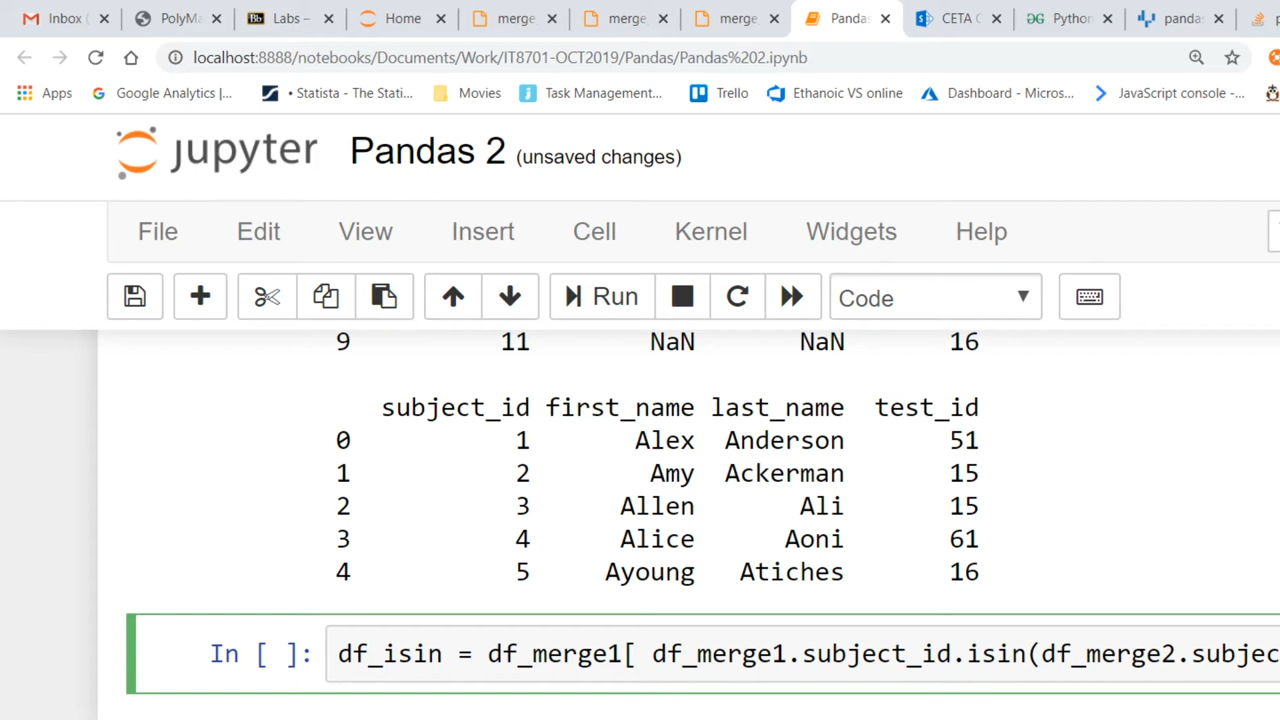 Inbox ( PolyMa Bb Labs – Home merge, merge, merge Pandas CETA C Python panda:
localhost:8888/notebooks/Documents/Work/IT8701-OCT2019/Pandas/Pandas%202.ipynb
Apps Google Analytics |... • Statista - The Stati... Movies Task Management... Trello Ethanoic VS online Dashboard - Micros... JavaScript console -...
jupyter Pandas 2 (unsaved changes)
File Edit View Insert Cell Kernel Widgets Help
Run Code
9 11 NaN NaN 16
subject_id first_name last_name test_id
0 1 Alex Anderson 51
1 2 Amy Ackerman 15
2 3 Allen Ali 15
3 4 Alice Aoni 61
4 5 Ayoung Atiches 16
In [ ]: df_isin = df_merge1[ df_merge1.subject_id.isin(df_merge2.subjec